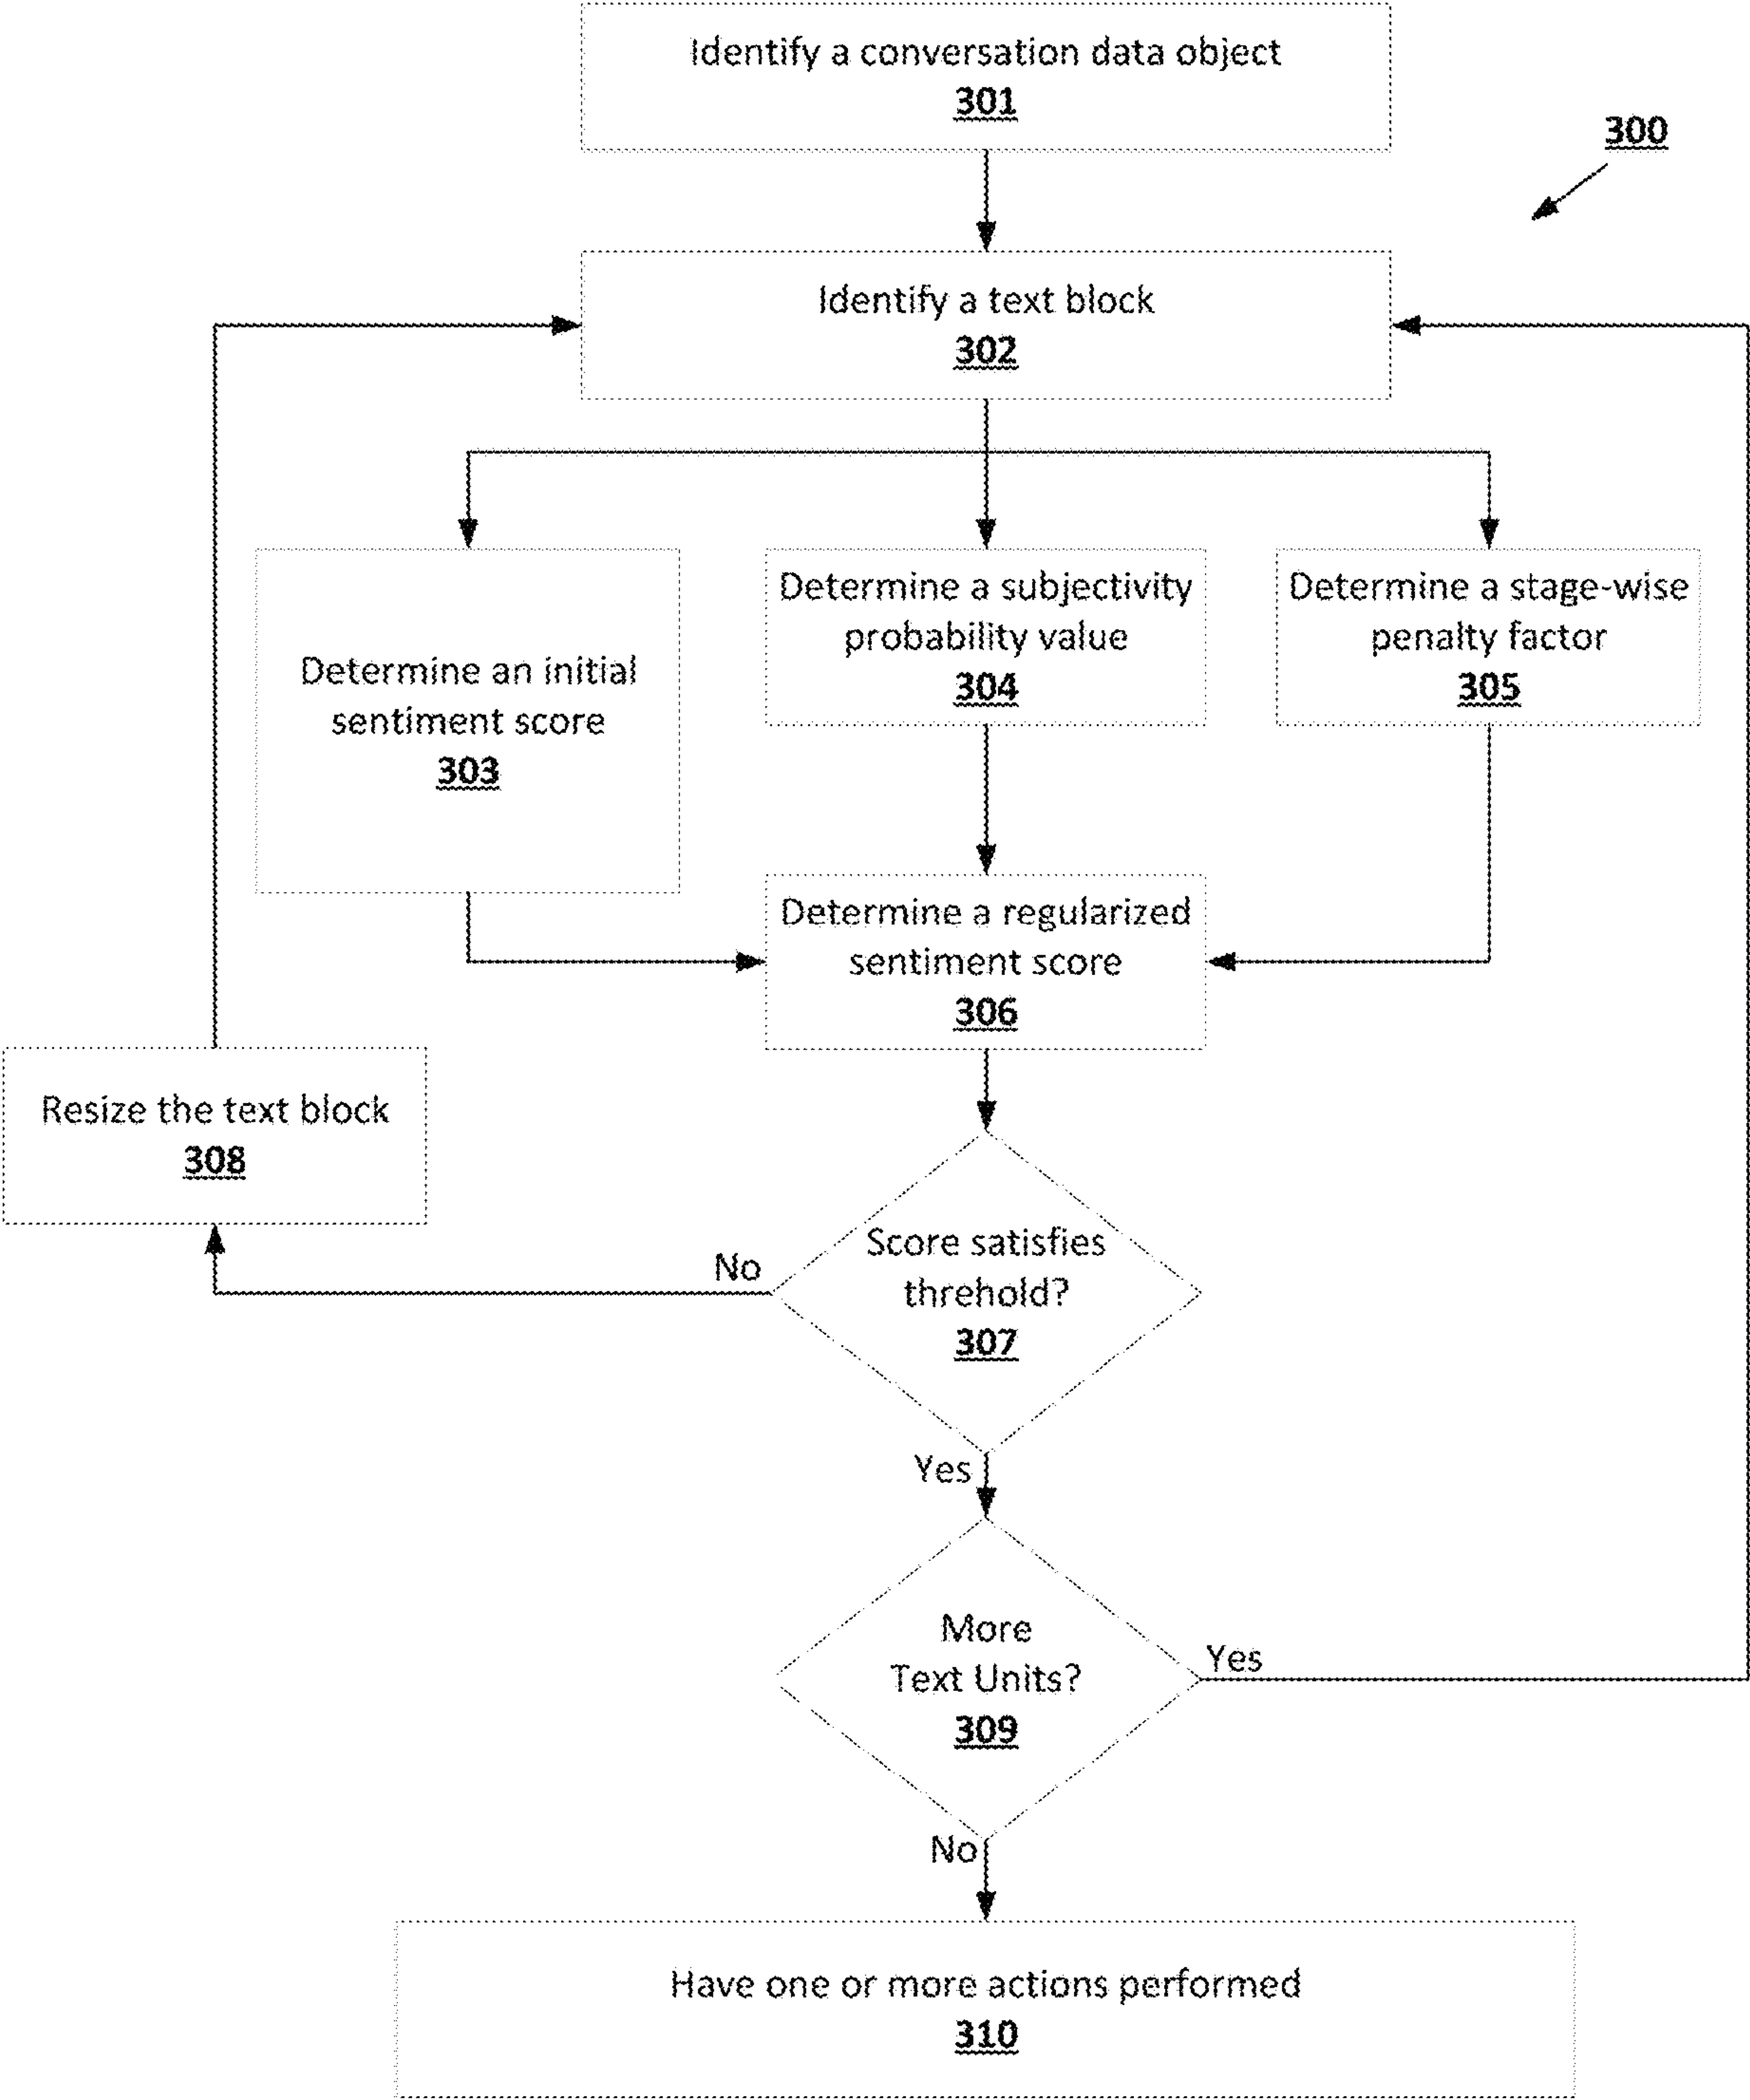 Identify a conversation data object
301
300
Identify a text block
302
Determine an initial
sentiment score
303
Determine a subjectivity
probability value
304
Determine a stage-wise
penalty factor
305
Determine a regularized
sentiment score
306
Resize the text block
308
No
Score satisfies
threhold?
307
Yes
More
Text Units?
309
Yes
No
Have one or more actions performed
310